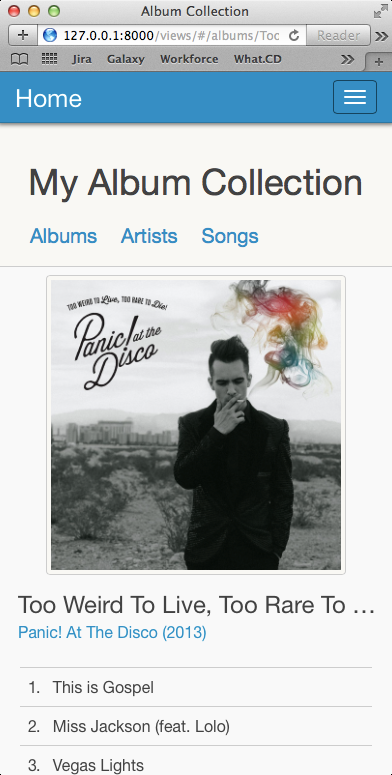 Album Collection
127.0.0.1:8000/views/#/albums/Too
Reader
Jira Galaxy Workforce What.CD
Home
My Album Collection
Albums Artists Songs
TOO WEIRD TO Live, TOO RARE TO Die!
Panic! at the
Disco
Too Weird To Live, Too Rare To …
Panic! At The Disco (2013)
1. This is Gospel
2. Miss Jackson (feat. Lolo)
3. Vegas Lights